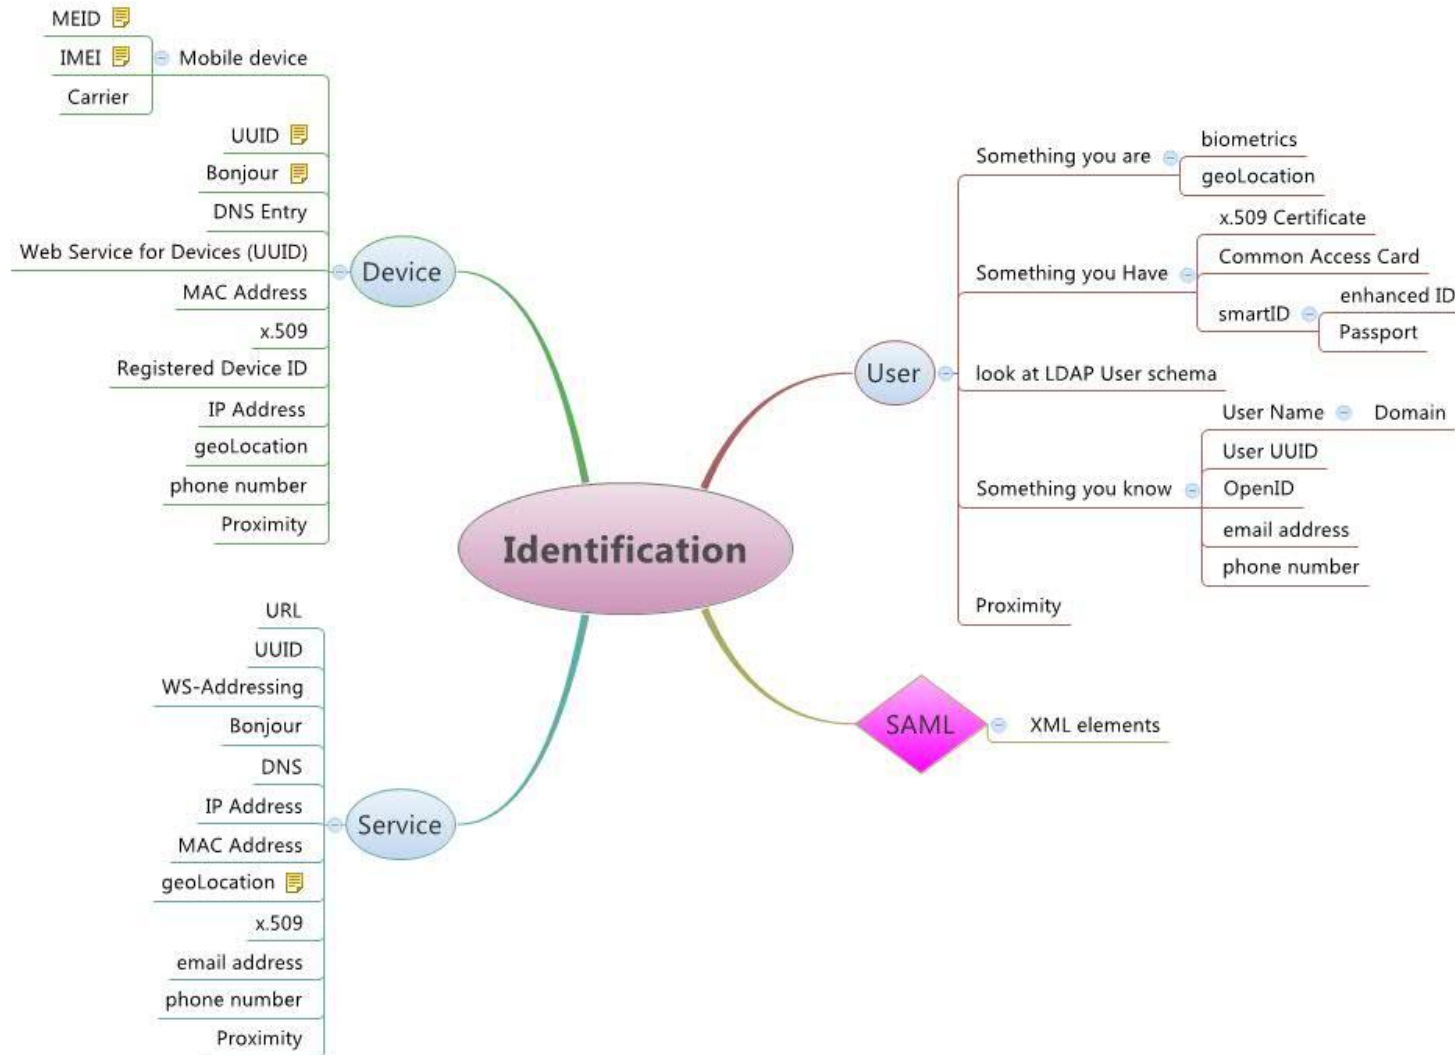 MEID
IMEI
Mobile device
Carrier
UUID
Bonjour
DNS Entry
Web Service for Devices (UUID)
MAC Address
x.509
Registered Device ID
IP Address
geoLocation
phone number
Proximity
Device
Identification
URL
UUID
WS-Addressing
Bonjour
DNS
IP Address
MAC Address
geoLocation
x.509
email address
phone number
Proximity
Service
User
Something you are
biometrics
geoLocation
Something you Have
x.509 Certificate
Common Access Card
smartID
enhanced ID
Passport
look at LDAP User schema
Something you know
User Name
Domain
User UUID
OpenID
email address
phone number
Proximity
SAML
XML elements